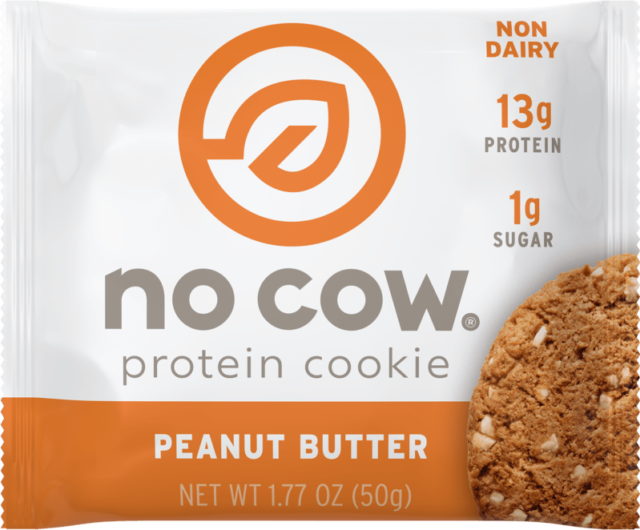 NON
DAIRY
13g
PROTEIN
1g
SUGAR
no cow.®
protein cookie
PEANUT BUTTER
NET WT 1.77 OZ (50g)